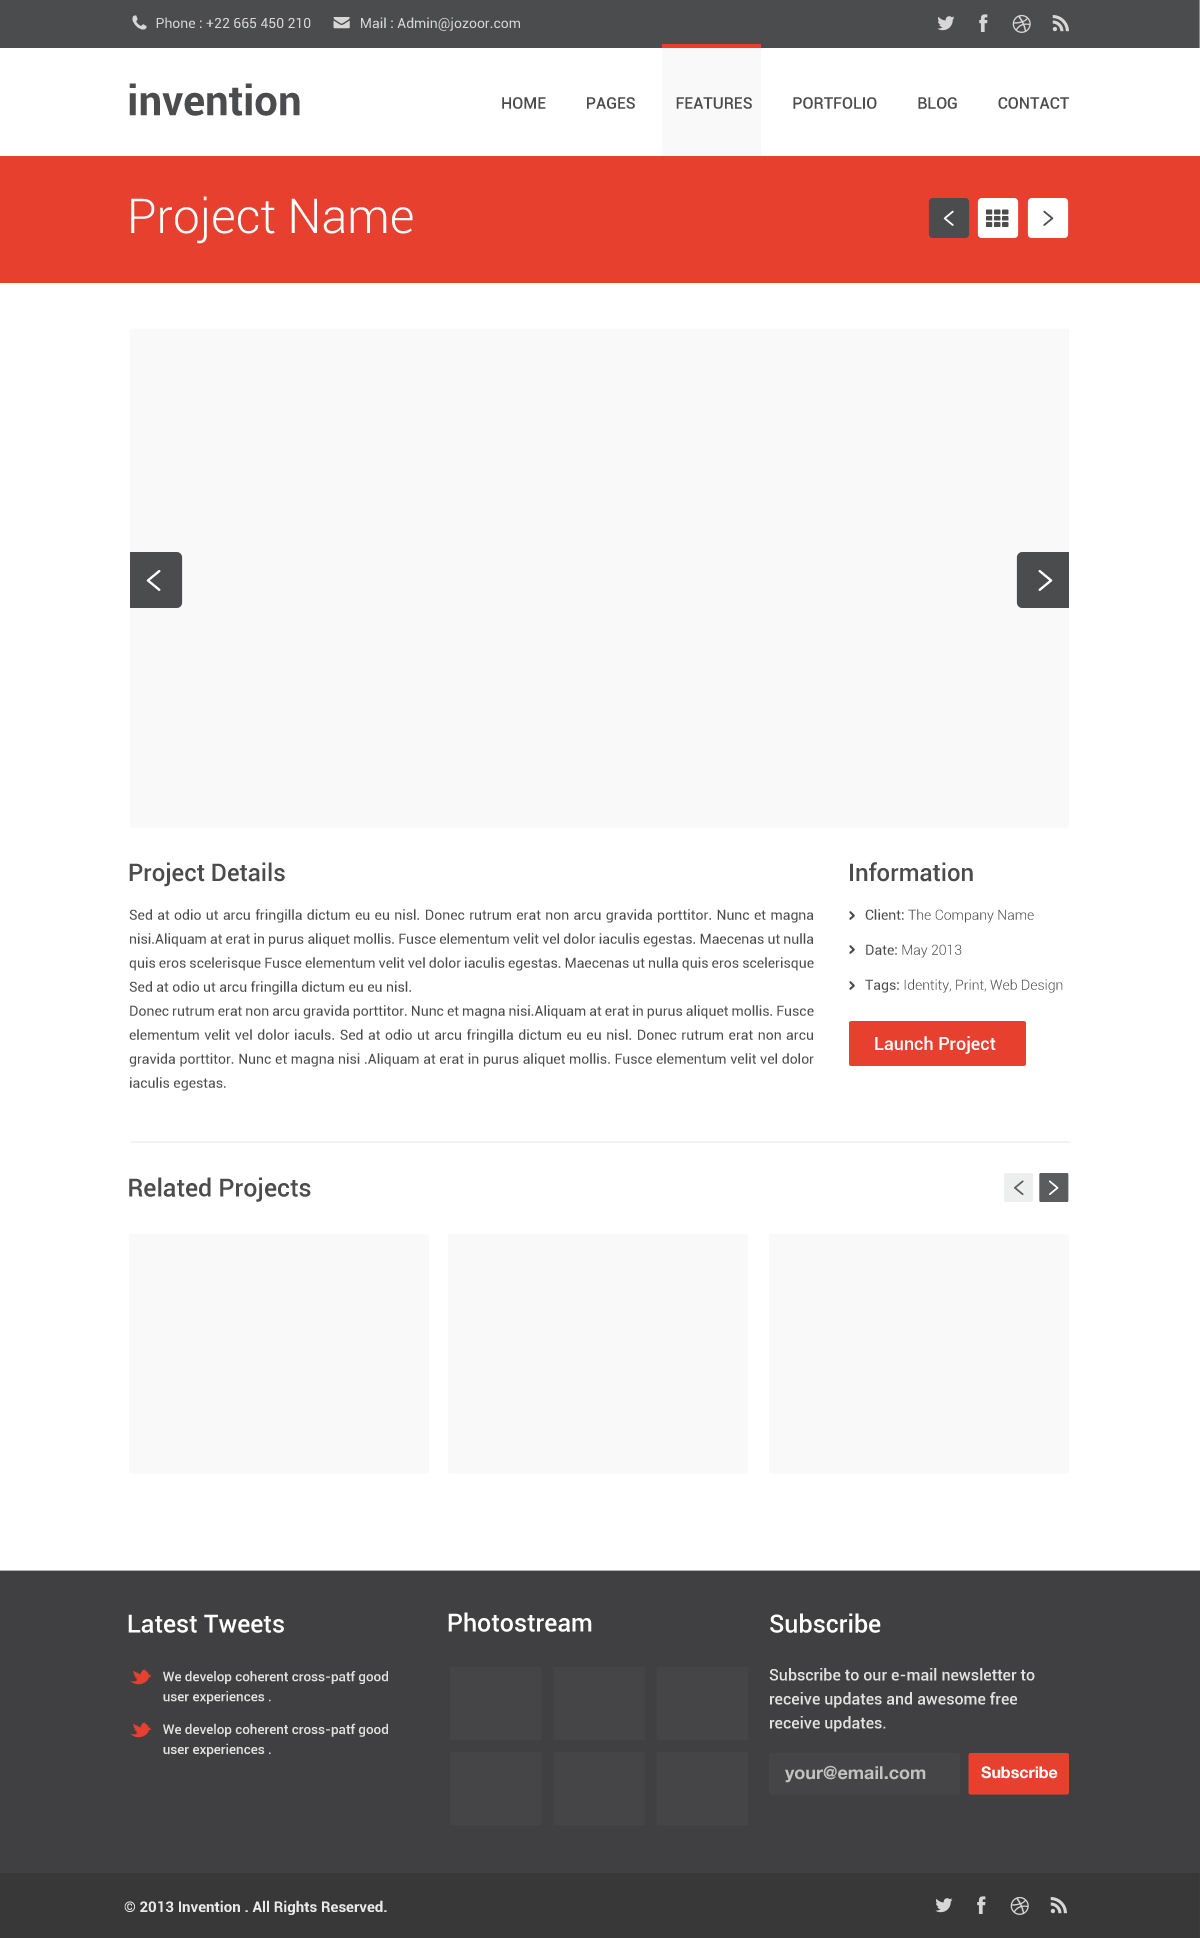 Phone : +22 665 450 210
Mail : Admin@jozoor.com
invention
HOME
PAGES
FEATURES
PORTFOLIO
BLOG
CONTACT
Project Name
Project Details
Sed at odio ut arcu fringilla dictum eu eu nisl. Donec rutrum erat non arcu gravida porttitor. Nunc et magna
nisi.Aliquam at erat in purus aliquet mollis. Fusce elementum velit vel dolor iaculis egestas. Maecenas ut nulla
quis eros scelerisque Fusce elementum velit vel dolor iaculis egestas. Maecenas ut nulla quis eros scelerisque
Sed at odio ut arcu fringilla dictum eu eu nisl.
Donec rutrum erat non arcu gravida porttitor. Nunc et magna nisi.Aliquam at erat in purus aliquet mollis. Fusce
elementum velit vel dolor iaculs. Sed at odio ut arcu fringilla dictum eu eu nisl. Donec rutrum erat non arcu
gravida porttitor. Nunc et magna nisi .Aliquam at erat in purus aliquet mollis. Fusce elementum velit vel dolor
iaculis egestas.
Information
Client: The Company Name
Date: May 2013
Tags: Identity, Print, Web Design
Launch Project
Related Projects
Latest Tweets
We develop coherent cross-patf good
user experiences .
We develop coherent cross-patf good
user experiences .
Photostream
Subscribe
Subscribe to our e-mail newsletter to
receive updates and awesome free
receive updates.
your@email.com
Subscribe
© 2013 Invention . All Rights Reserved.